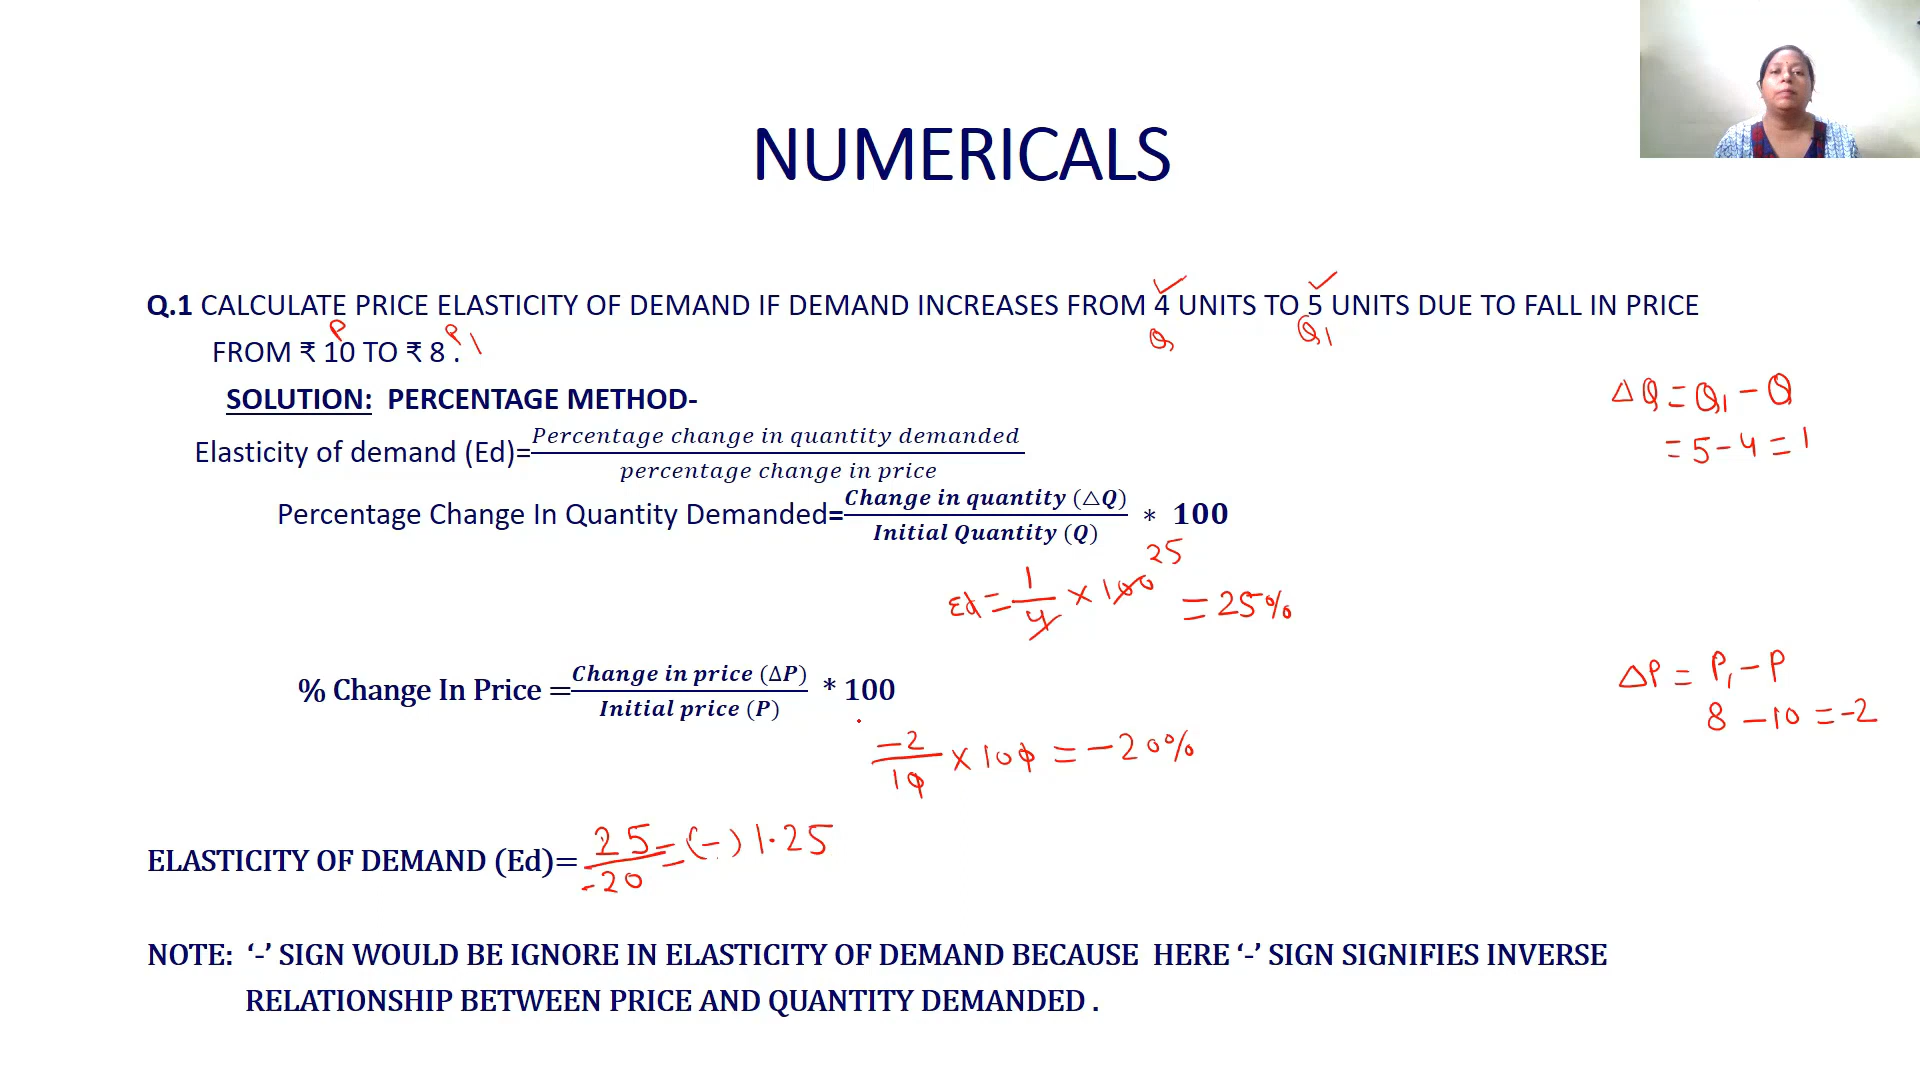 NUMERICALS
Q.1 CALCULATE PRICE ELASTICITY OF DEMAND IF DEMAND INCREASES FROM 4 UNITS TO 5 UNITS DUE TO FALL IN PRICE
P P1 Q Q1
FROM ₹ 10 TO ₹ 8 .
SOLUTION: PERCENTAGE METHOD-
△Q = Q1 - Q
= 5 - 4 = 1
Elasticity of demand (Ed)= Percentage change in quantity demanded / percentage change in price
Percentage Change In Quantity Demanded= Change in quantity (△Q) / Initial Quantity (Q) * 100
Ed = 1/4 × 100 25 = 25%
% Change In Price = Change in price (ΔP) / Initial price (P) * 100
△P = P1 - P
8 - 10 = -2
-2/10 × 100 = -20%
ELASTICITY OF DEMAND (Ed)= 25/-20 = (-) 1.25
NOTE: ‘-’ SIGN WOULD BE IGNORE IN ELASTICITY OF DEMAND BECAUSE HERE ‘-’ SIGN SIGNIFIES INVERSE
RELATIONSHIP BETWEEN PRICE AND QUANTITY DEMANDED .